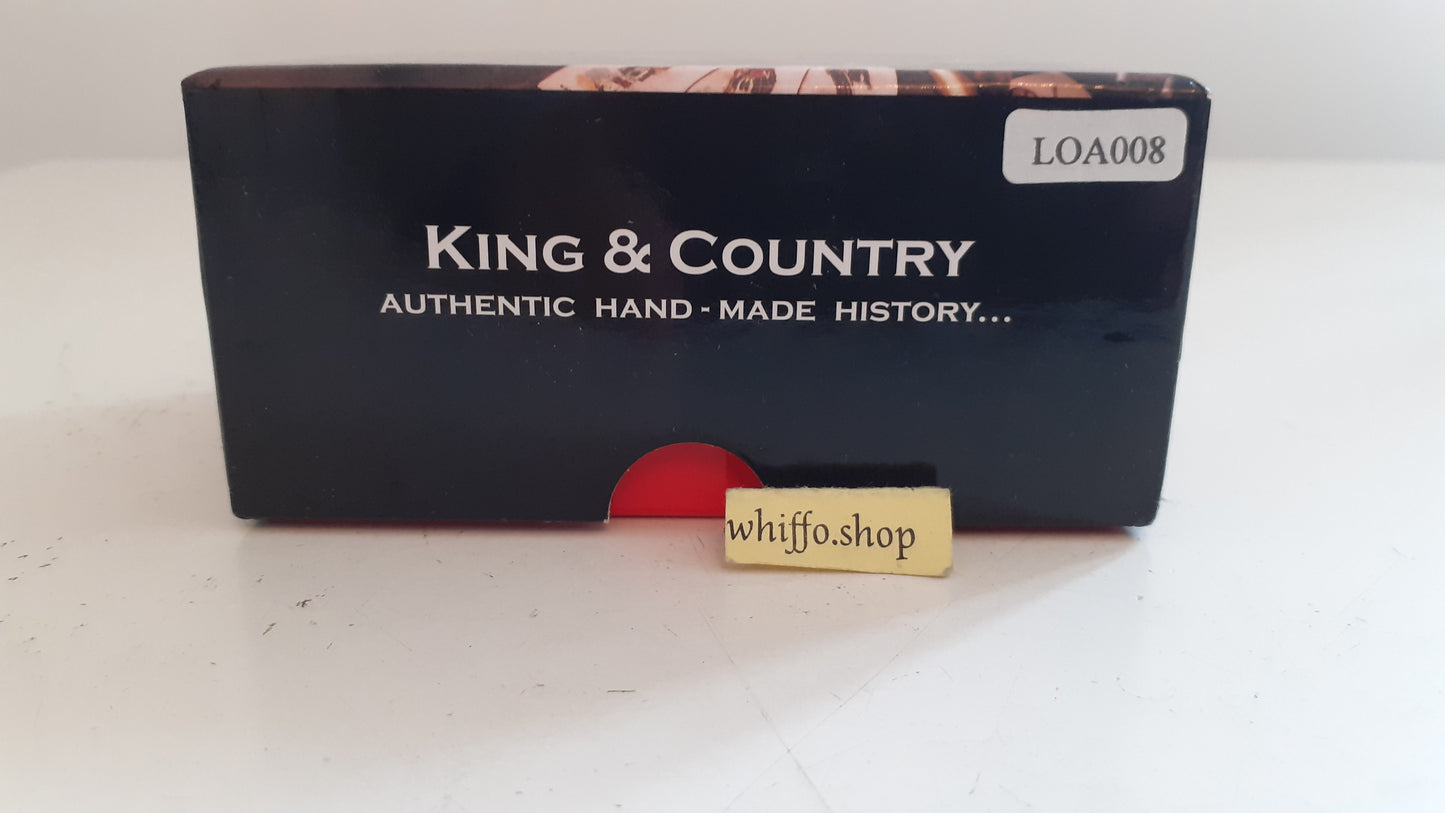 LOA008
KING & COUNTRY
AUTHENTIC HAND-MADE HISTORY...
whiffo.shop